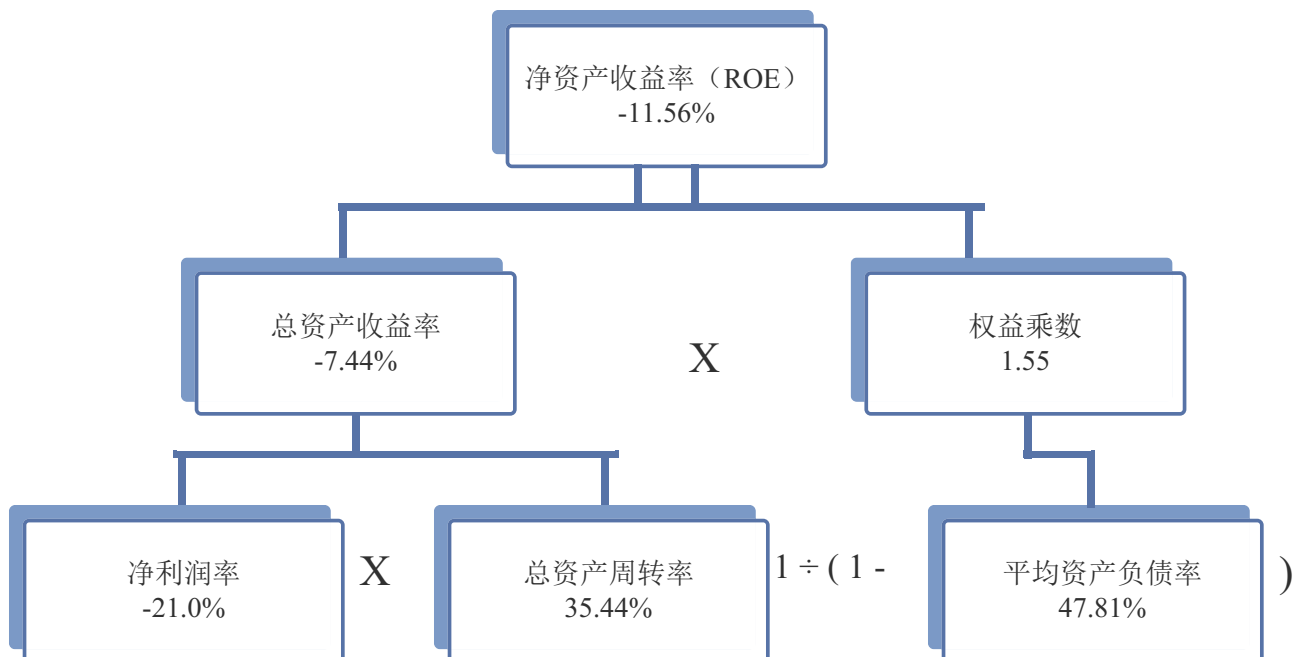 净资产收益率（ROE）
-11.56%
总资产收益率
-7.44%
X
权益乘数
1.55
净利润率
-21.0%
X
总资产周转率
35.44%
1 ÷ ( 1 -
平均资产负债率
47.81%
)